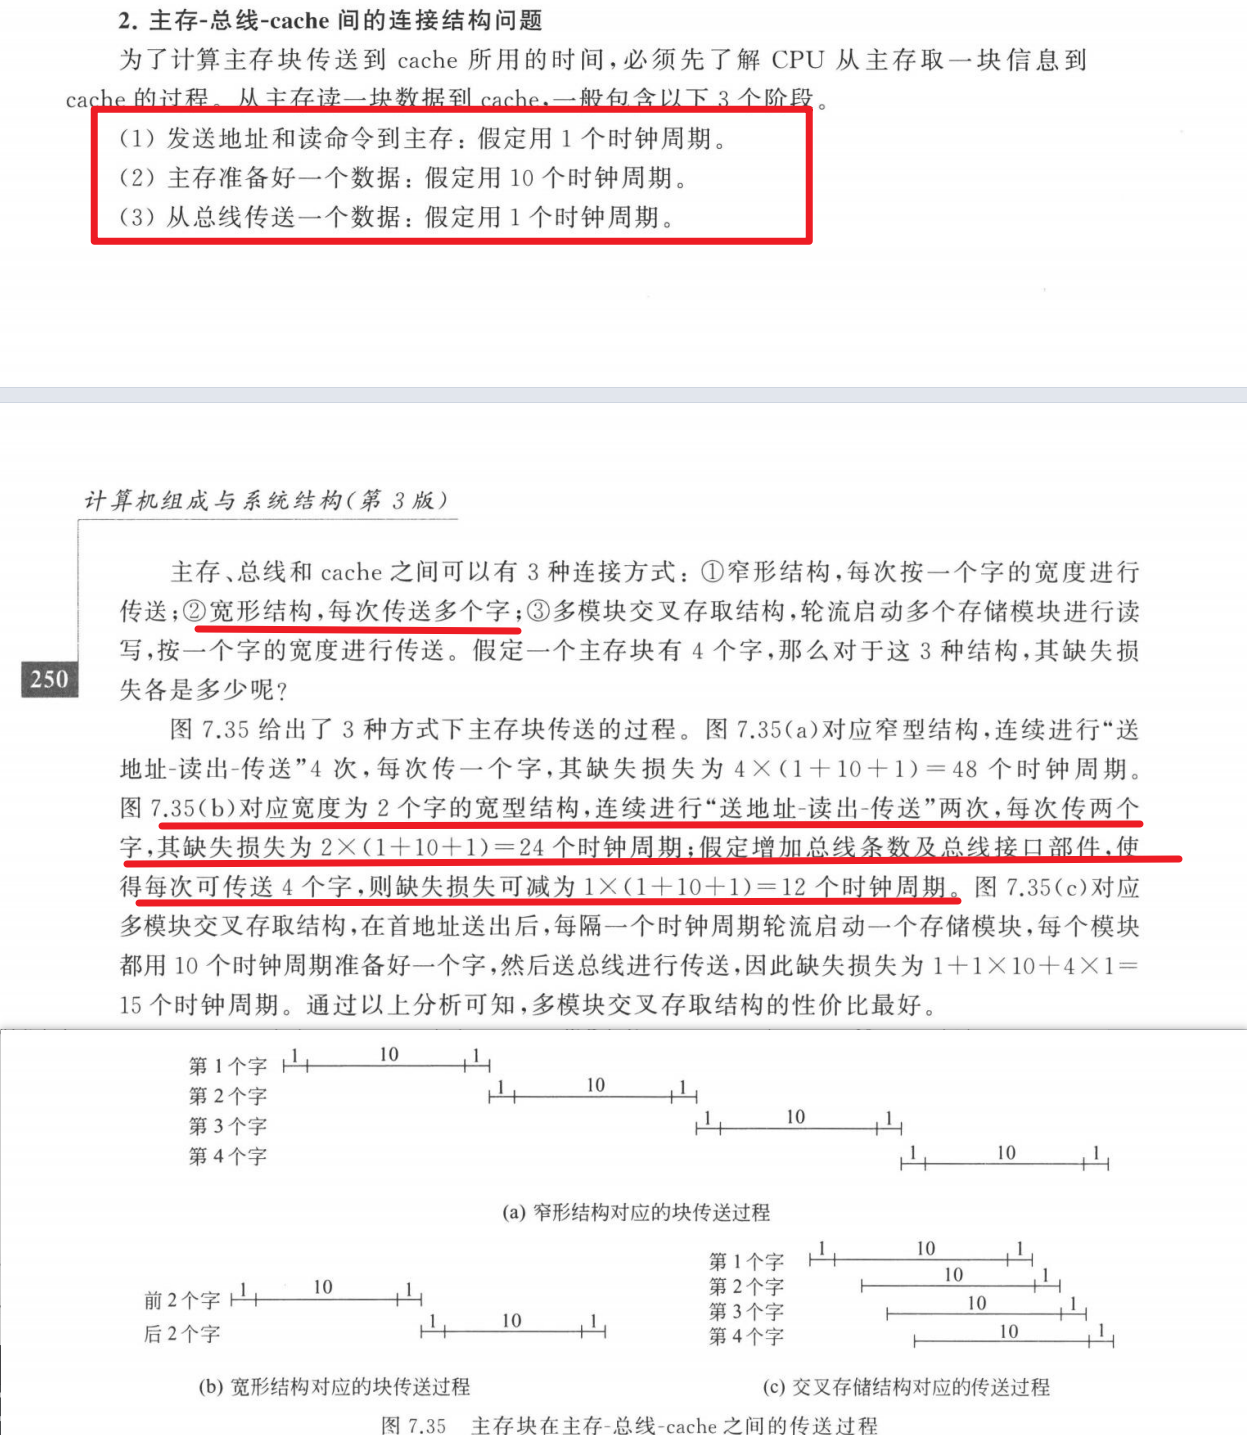 2. 主存-总线-cache 间的连接结构问题
为了计算主存块传送到 cache 所用的时间,必须先了解 CPU 从主存取一块信息到
cache 的过程。从主存读一块数据到 cache,一般包含以下 3 个阶段。
(1) 发送地址和读命令到主存: 假定用 1 个时钟周期。
(2) 主存准备好一个数据: 假定用 10 个时钟周期。
(3) 从总线传送一个数据: 假定用 1 个时钟周期。
计算机组成与系统结构(第 3 版)
主存、总线和 cache 之间可以有 3 种连接方式: ①窄形结构,每次按一个字的宽度进行
传送;②宽形结构,每次传送多个字;③多模块交叉存取结构,轮流启动多个存储模块进行读
写,按一个字的宽度进行传送。假定一个主存块有 4 个字,那么对于这 3 种结构,其缺失损
250
失各是多少呢?
图 7.35 给出了 3 种方式下主存块传送的过程。图 7.35(a)对应窄型结构,连续进行“送
地址-读出-传送”4 次,每次传一个字,其缺失损失为 4×(1+10+1)=48 个时钟周期。
图 7.35(b)对应宽度为 2 个字的宽型结构,连续进行“送地址-读出-传送”两次,每次传两个
字,其缺失损失为 2×(1+10+1)=24 个时钟周期;假定增加总线条数及总线接口部件,使
得每次可传送 4 个字,则缺失损失可减为 1×(1+10+1)=12 个时钟周期。图 7.35(c)对应
多模块交叉存取结构,在首地址送出后,每隔一个时钟周期轮流启动一个存储模块,每个模块
都用 10 个时钟周期准备好一个字,然后送总线进行传送,因此缺失损失为 1+1×10+4×1=
15 个时钟周期。通过以上分析可知,多模块交叉存取结构的性价比最好。
第 1 个字 1 10 1
第 2 个字 1 10 1
第 3 个字 1 10 1
第 4 个字 1 10 1
(a) 窄形结构对应的块传送过程
前 2 个字 1 10 1
后 2 个字 1 10 1
(b) 宽形结构对应的块传送过程
第 1 个字 1 10 1
第 2 个字 10 1
第 3 个字 10 1
第 4 个字 10 1
(c) 交叉存储结构对应的传送过程
图 7.35 主存块在主存-总线-cache 之间的传送过程